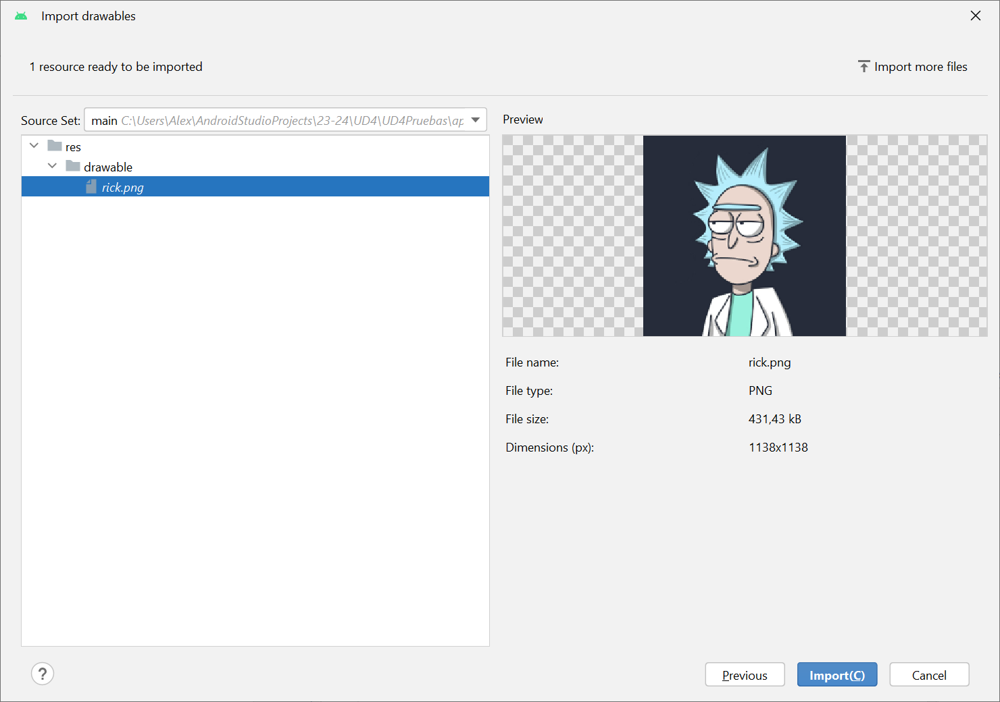 Import drawables
1 resource ready to be imported
Import more files
Source Set: main C:\Users\Alex\AndroidStudioProjects\23-24\UD4\UD4Pruebas\ap
Preview
res
drawable
rick.png
File name: rick.png
File type: PNG
File size: 431,43 kB
Dimensions (px): 1138x1138
?
Previous
Import(C)
Cancel